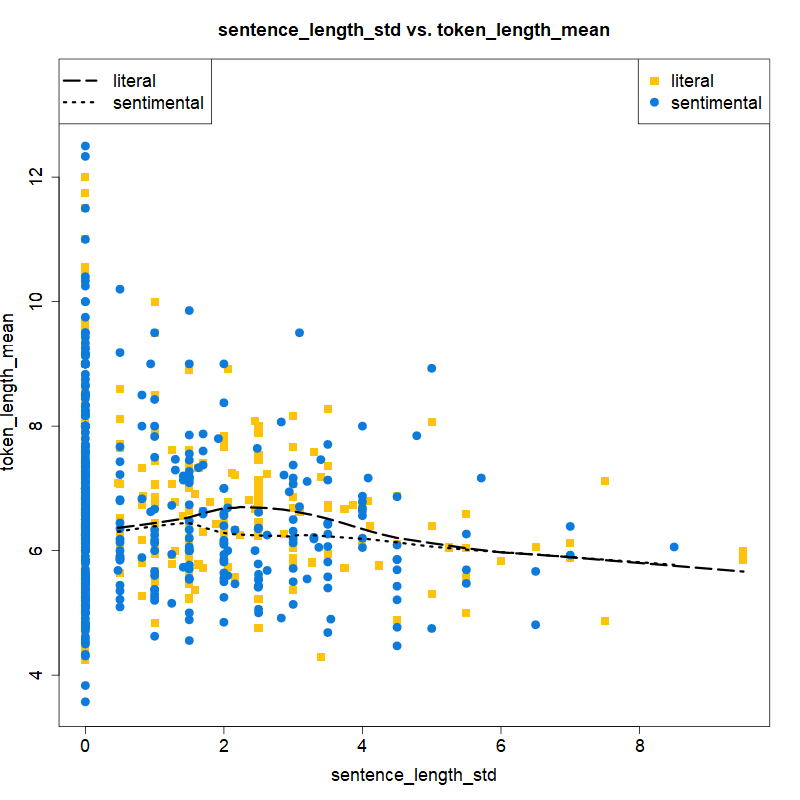 sentence_length_std vs. token_length_mean
literal
sentimental
literal
sentimental
token_length_mean
12
10
8
6
4
0 2 4 6 8
sentence_length_std